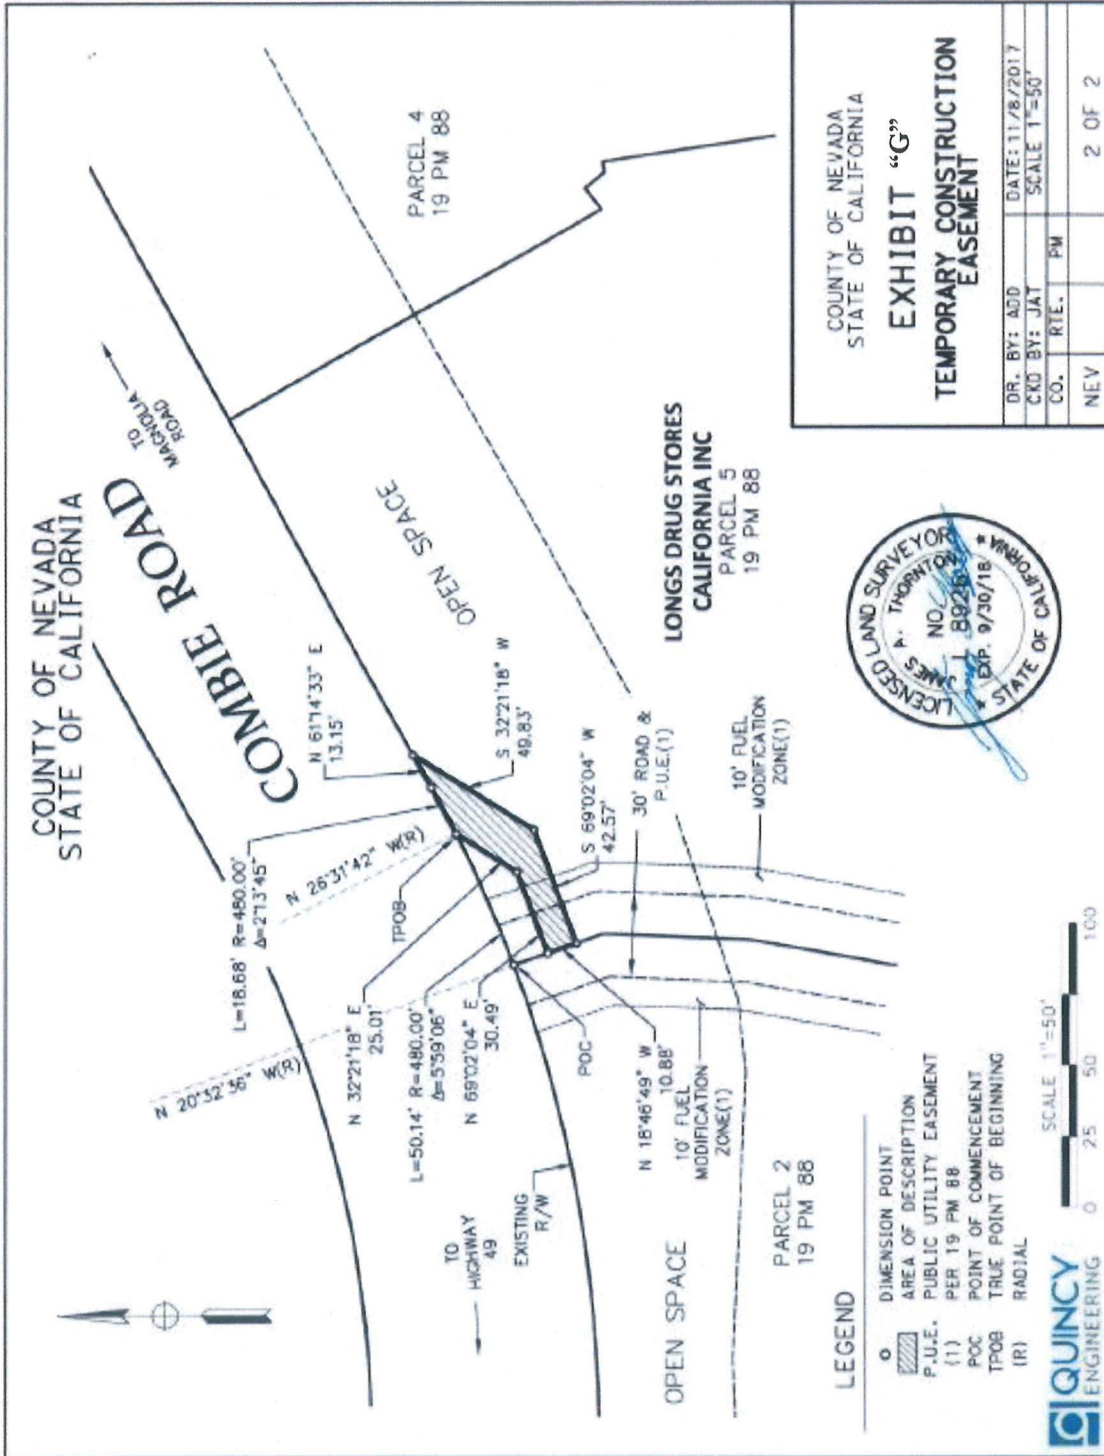 COUNTY OF NEVADA
STATE OF CALIFORNIA
COMBIE ROAD
TO
MAGNOLIA
ROAD
PARCEL 4
19 PM 88
OPEN SPACE
L=18.68' R=480.00'
Δ=2°13'45"
N 61°14'33" E
13.15'
N 26°31'42" W(R)
N 20°32'36" W(R)
TPOB
S 32°21'18" W
49.83'
N 32°21'18" E
25.01'
L=50.14' R=480.00'
Δ=5°59'06"
N 69°02'04" E
30.49'
S 69°02'04" W
42.57'
30' ROAD &
P.U.E.(1)
POC
N 18°46'49" W
10.88'
10' FUEL
MODIFICATION
ZONE(1)
10' FUEL
MODIFICATION
ZONE(1)
LONGS DRUG STORES
CALIFORNIA INC
PARCEL 5
19 PM 88
TO
HIGHWAY
49
EXISTING
R/W
OPEN SPACE
PARCEL 2
19 PM 88
LEGEND
DIMENSION POINT
AREA OF DESCRIPTION
P.U.E. PUBLIC UTILITY EASEMENT
(1) PER 19 PM 88
POC POINT OF COMMENCEMENT
TPOB TRUE POINT OF BEGINNING
(R) RADIAL
QUINCY
ENGINEERING
SCALE 1"=50'
0 25 50 100
LICENSED LAND SURVEYOR
JAMES A. THORNTON
NO.
EXP. 9/30/18
STATE OF CALIFORNIA
COUNTY OF NEVADA
STATE OF CALIFORNIA
EXHIBIT "G"
TEMPORARY CONSTRUCTION
EASEMENT
DR. BY: ADD DATE: 11/8/2017
CKD BY: JAT SCALE 1"=50'
CO. RTE. PM
NEV 2 OF 2